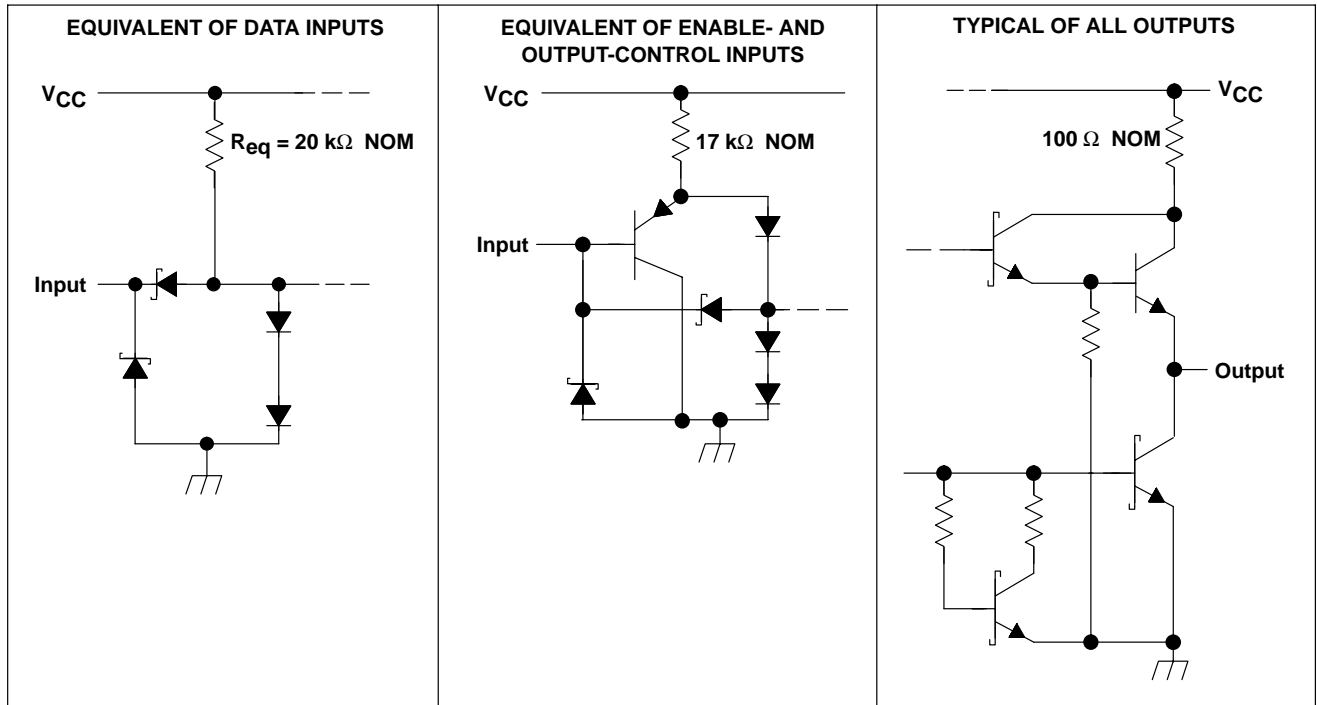 EQUIVALENT OF DATA INPUTS
VCC
Req = 20 kΩ NOM
Input
EQUIVALENT OF ENABLE- AND
OUTPUT-CONTROL INPUTS
VCC
17 kΩ NOM
Input
TYPICAL OF ALL OUTPUTS
VCC
100 Ω NOM
Output